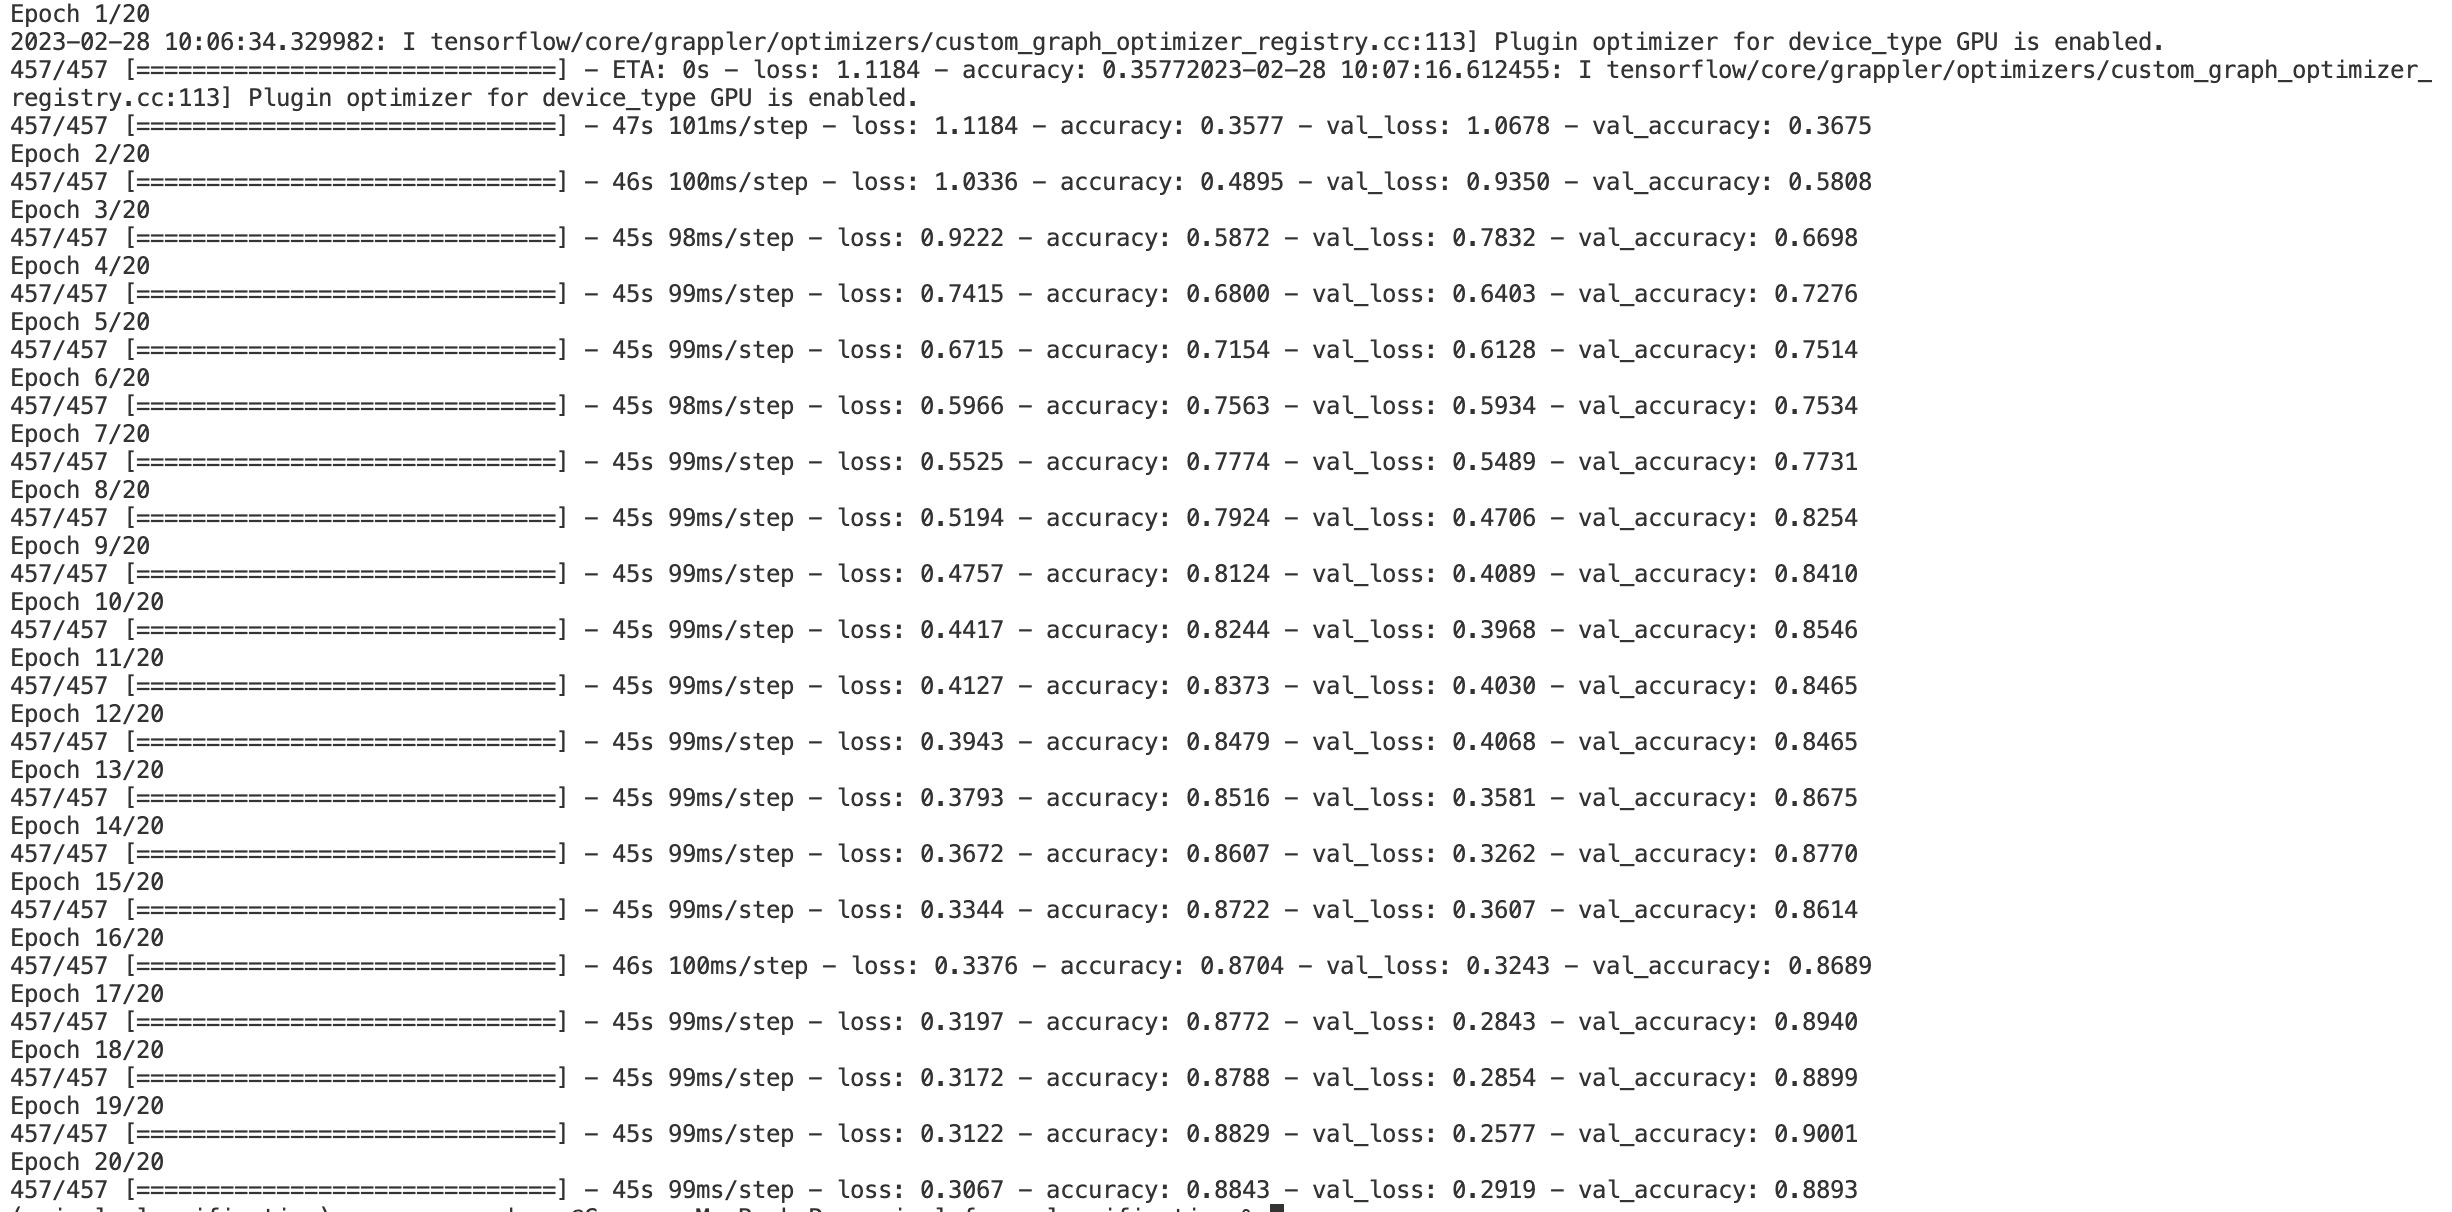 Epoch 1/20
2023-02-28 10:06:34.329982: I tensorflow/core/grappler/optimizers/custom_graph_optimizer_registry.cc:113] Plugin optimizer for device_type GPU is enabled.
457/457 [==============================] - ETA: 0s - loss: 1.1184 - accuracy: 0.35772023-02-28 10:07:16.612455: I tensorflow/core/grappler/optimizers/custom_graph_optimizer_
registry.cc:113] Plugin optimizer for device_type GPU is enabled.
457/457 [==============================] - 47s 101ms/step - loss: 1.1184 - accuracy: 0.3577 - val_loss: 1.0678 - val_accuracy: 0.3675
Epoch 2/20
457/457 [==============================] - 46s 100ms/step - loss: 1.0336 - accuracy: 0.4895 - val_loss: 0.9350 - val_accuracy: 0.5808
Epoch 3/20
457/457 [==============================] - 45s 98ms/step - loss: 0.9222 - accuracy: 0.5872 - val_loss: 0.7832 - val_accuracy: 0.6698
Epoch 4/20
457/457 [==============================] - 45s 99ms/step - loss: 0.7415 - accuracy: 0.6800 - val_loss: 0.6403 - val_accuracy: 0.7276
Epoch 5/20
457/457 [==============================] - 45s 99ms/step - loss: 0.6715 - accuracy: 0.7154 - val_loss: 0.6128 - val_accuracy: 0.7514
Epoch 6/20
457/457 [==============================] - 45s 98ms/step - loss: 0.5966 - accuracy: 0.7563 - val_loss: 0.5934 - val_accuracy: 0.7534
Epoch 7/20
457/457 [==============================] - 45s 99ms/step - loss: 0.5525 - accuracy: 0.7774 - val_loss: 0.5489 - val_accuracy: 0.7731
Epoch 8/20
457/457 [==============================] - 45s 99ms/step - loss: 0.5194 - accuracy: 0.7924 - val_loss: 0.4706 - val_accuracy: 0.8254
Epoch 9/20
457/457 [==============================] - 45s 99ms/step - loss: 0.4757 - accuracy: 0.8124 - val_loss: 0.4089 - val_accuracy: 0.8410
Epoch 10/20
457/457 [==============================] - 45s 99ms/step - loss: 0.4417 - accuracy: 0.8244 - val_loss: 0.3968 - val_accuracy: 0.8546
Epoch 11/20
457/457 [==============================] - 45s 99ms/step - loss: 0.4127 - accuracy: 0.8373 - val_loss: 0.4030 - val_accuracy: 0.8465
Epoch 12/20
457/457 [==============================] - 45s 99ms/step - loss: 0.3943 - accuracy: 0.8479 - val_loss: 0.4068 - val_accuracy: 0.8465
Epoch 13/20
457/457 [==============================] - 45s 99ms/step - loss: 0.3793 - accuracy: 0.8516 - val_loss: 0.3581 - val_accuracy: 0.8675
Epoch 14/20
457/457 [==============================] - 45s 99ms/step - loss: 0.3672 - accuracy: 0.8607 - val_loss: 0.3262 - val_accuracy: 0.8770
Epoch 15/20
457/457 [==============================] - 45s 99ms/step - loss: 0.3344 - accuracy: 0.8722 - val_loss: 0.3607 - val_accuracy: 0.8614
Epoch 16/20
457/457 [==============================] - 46s 100ms/step - loss: 0.3376 - accuracy: 0.8704 - val_loss: 0.3243 - val_accuracy: 0.8689
Epoch 17/20
457/457 [==============================] - 45s 99ms/step - loss: 0.3197 - accuracy: 0.8772 - val_loss: 0.2843 - val_accuracy: 0.8940
Epoch 18/20
457/457 [==============================] - 45s 99ms/step - loss: 0.3172 - accuracy: 0.8788 - val_loss: 0.2854 - val_accuracy: 0.8899
Epoch 19/20
457/457 [==============================] - 45s 99ms/step - loss: 0.3122 - accuracy: 0.8829 - val_loss: 0.2577 - val_accuracy: 0.9001
Epoch 20/20
457/457 [==============================] - 45s 99ms/step - loss: 0.3067 - accuracy: 0.8843 - val_loss: 0.2919 - val_accuracy: 0.8893